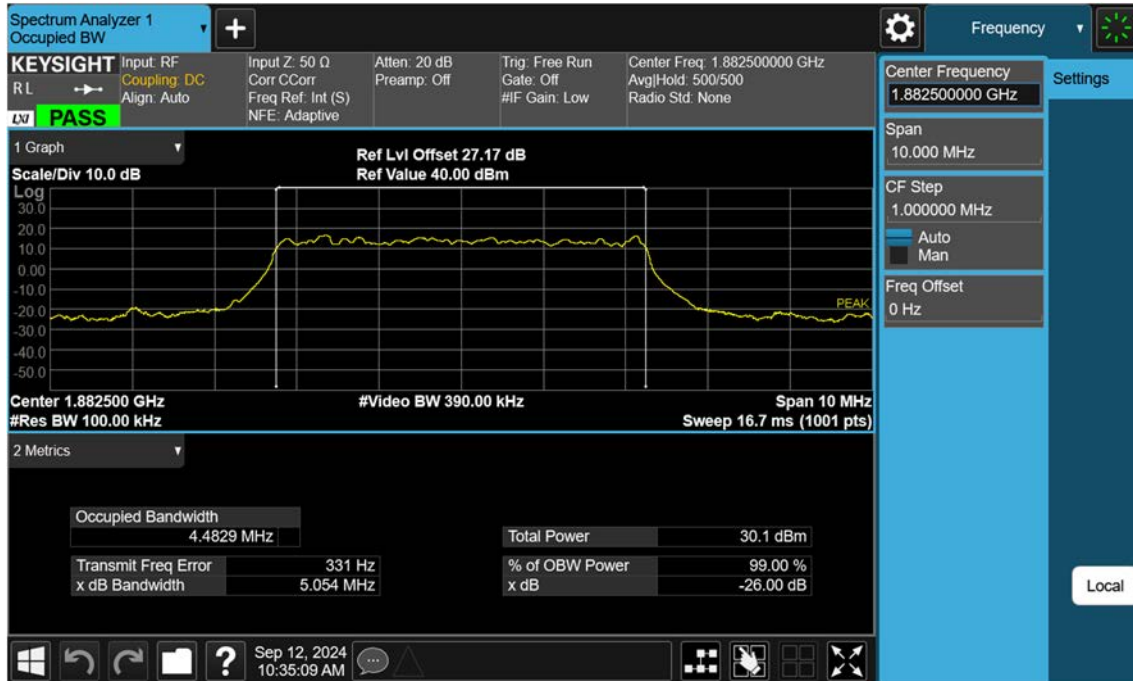 Spectrum Analyzer 1
Occupied BW
+
Frequency
KEYSIGHT
R L
LXI PASS
Input: RF
Coupling: DC
Align: Auto
Input Z: 50 Ω
Corr CCorr
Freq Ref: Int (S)
NFE: Adaptive
Atten: 20 dB
Preamp: Off
Trig: Free Run
Gate: Off
#IF Gain: Low
Center Freq: 1.882500000 GHz
Avg|Hold: 500/500
Radio Std: None
Center Frequency
1.882500000 GHz
Settings
Span
10.000 MHz
CF Step
1.000000 MHz
Auto
Man
Freq Offset
0 Hz
Local
1 Graph
Scale/Div 10.0 dB
Ref Lvl Offset 27.17 dB
Ref Value 40.00 dBm
Log
30.0
20.0
10.0
0.00
-10.0
-20.0
-30.0
-40.0
-50.0
PEAK
Center 1.882500 GHz
#Video BW 390.00 kHz
Span 10 MHz
#Res BW 100.00 kHz
Sweep 16.7 ms (1001 pts)
2 Metrics
Occupied Bandwidth
4.4829 MHz
Total Power 30.1 dBm
Transmit Freq Error 331 Hz
% of OBW Power 99.00 %
x dB Bandwidth 5.054 MHz
x dB -26.00 dB
?
Sep 12, 2024
10:35:09 AM